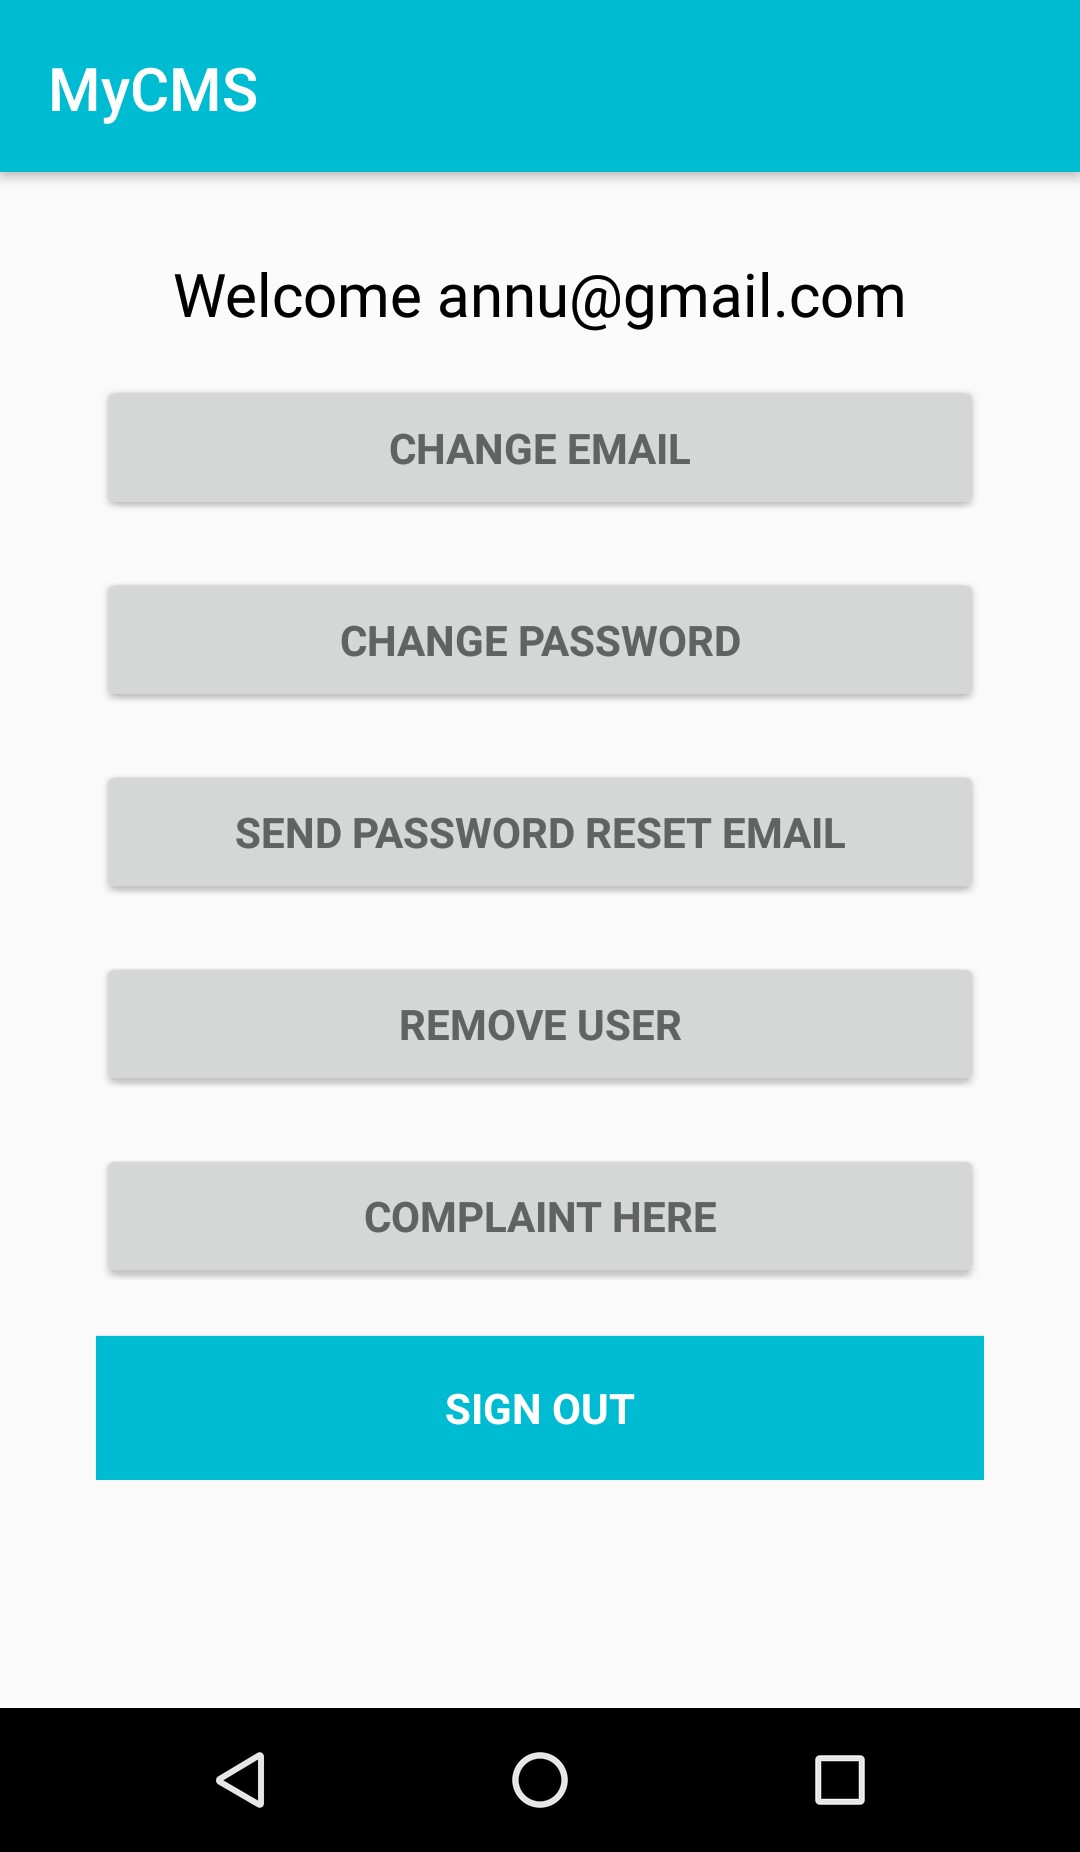 MyCMS
Welcome annu@gmail.com
CHANGE EMAIL
CHANGE PASSWORD
SEND PASSWORD RESET EMAIL
REMOVE USER
COMPLAINT HERE
SIGN OUT